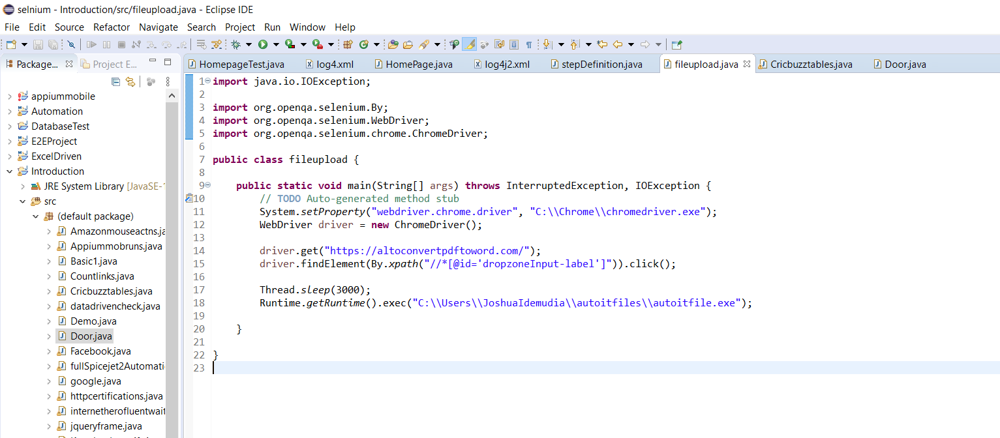 selnium - Introduction/src/fileupload.java - Eclipse IDE
File Edit Source Refactor Navigate Search Project Run Window Help
Package... Project E...
HomepageTest.java log4.xml HomePage.java log4j2.xml stepDefinition.java fileupload.java Cricbuzztables.java Door.java
appiummobile
Automation
DatabaseTest
E2EProject
ExcelDriven
Introduction
JRE System Library [JavaSE-1
src
(default package)
Amazonmouseactns.ja
Appiummobruns.java
Basic1.java
Countlinks.java
Cricbuzztables.java
datadrivencheck.java
Demo.java
Door.java
Facebook.java
fullSpicejet2Automati
google.java
httpcertifications.java
internetherofluentwait
jqueryframe.java
1 import java.io.IOException;
2
3 import org.openqa.selenium.By;
4 import org.openqa.selenium.WebDriver;
5 import org.openqa.selenium.chrome.ChromeDriver;
6
7 public class fileupload {
8
9 public static void main(String[] args) throws InterruptedException, IOException {
10 // TODO Auto-generated method stub
11 System.setProperty("webdriver.chrome.driver", "C:\\Chrome\\chromedriver.exe");
12 WebDriver driver = new ChromeDriver();
13
14 driver.get("https://altoconvertpdftoword.com/");
15 driver.findElement(By.xpath("//*[@id='dropzoneInput-label']")).click();
16
17 Thread.sleep(3000);
18 Runtime.getRuntime().exec("C:\\Users\\JoshuaIdemudia\\autoitfiles\\autoitfile.exe");
19
20 }
21
22 }
23